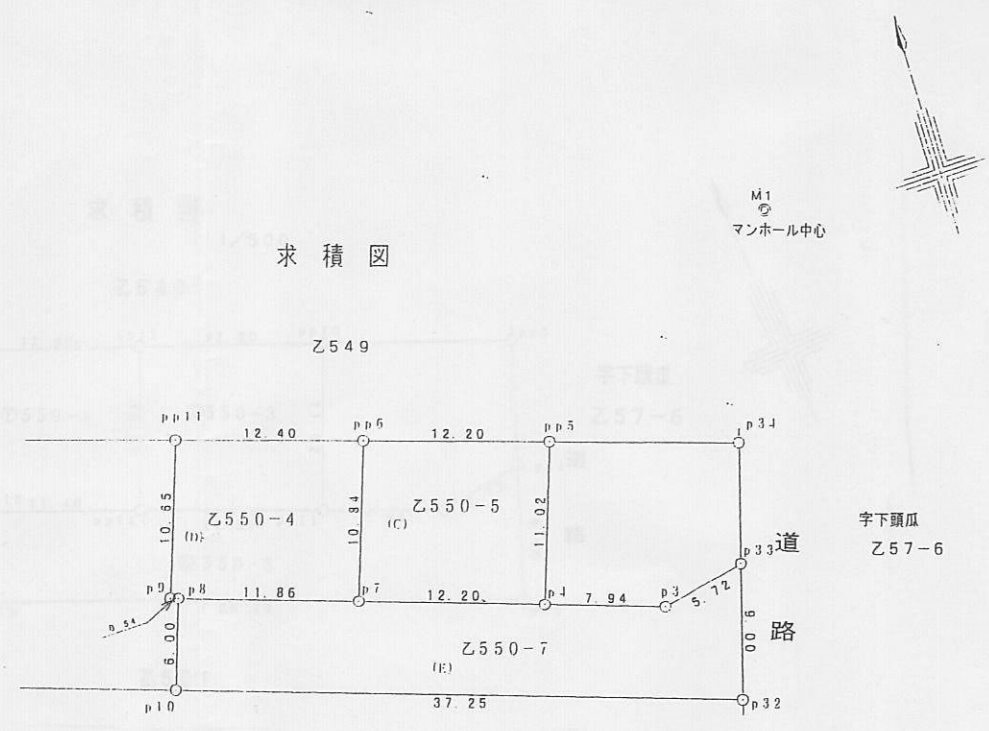 M1
マンホール中心
求積図
乙549
pp11
12.40
pp6
12.20
pp5
p34
10.65
乙550-4
(D)
10.84
乙550-5
(C)
11.02
字下頭瓜
乙57-6
道
路
p33
p9
p8
11.86
p7
12.20
p4
7.94
p3
5.72
0.54
6.00
9.00
乙550-7
(E)
p10
37.25
p32